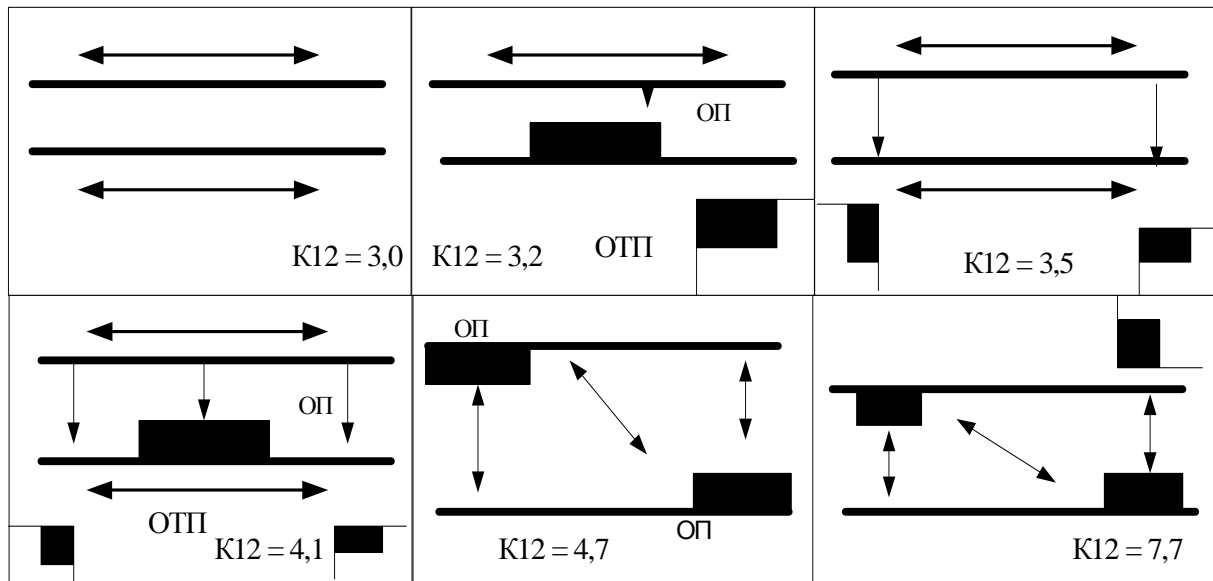 К12 = 3,0
ОП
К12 = 3,2
ОТП
К12 = 3,5
ОП
ОТП
К12 = 4,1
ОП
К12 = 4,7
ОП
К12 = 7,7